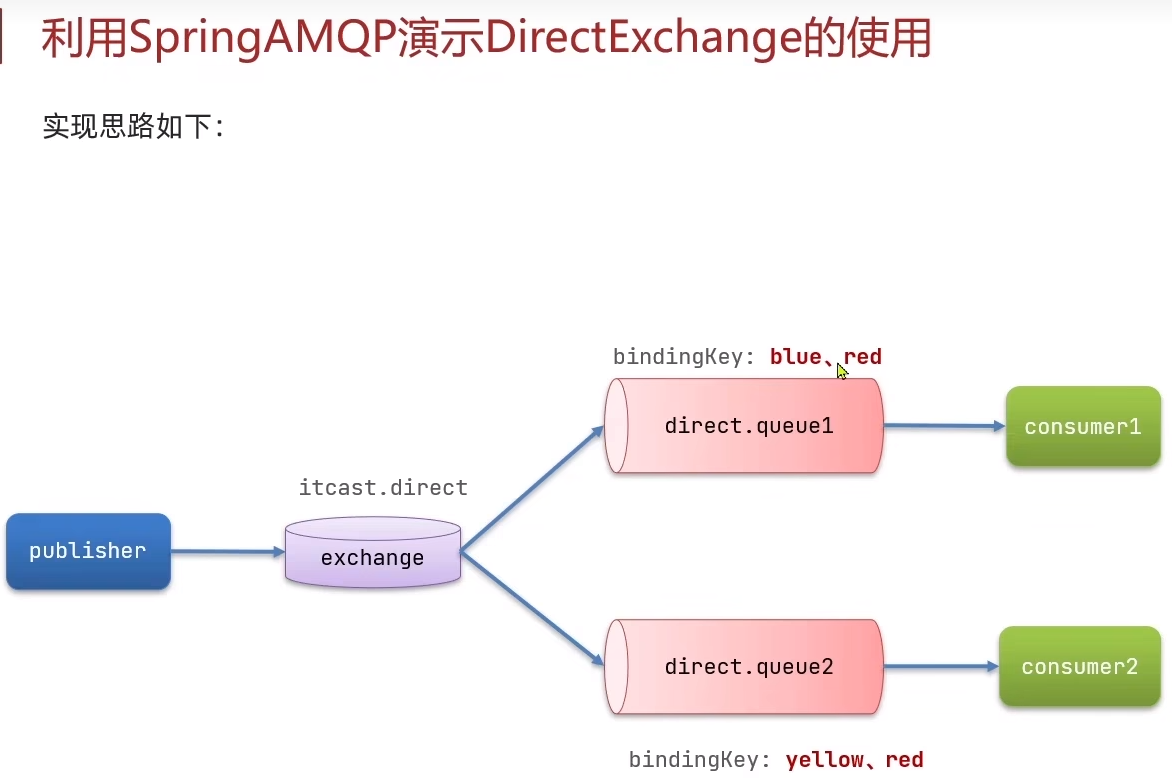 利用SpringAMQP演示DirectExchange的使用
实现思路如下：
bindingKey: blue、red
direct.queue1
consumer1
itcast.direct
publisher
exchange
direct.queue2
consumer2
bindingKey: yellow、red